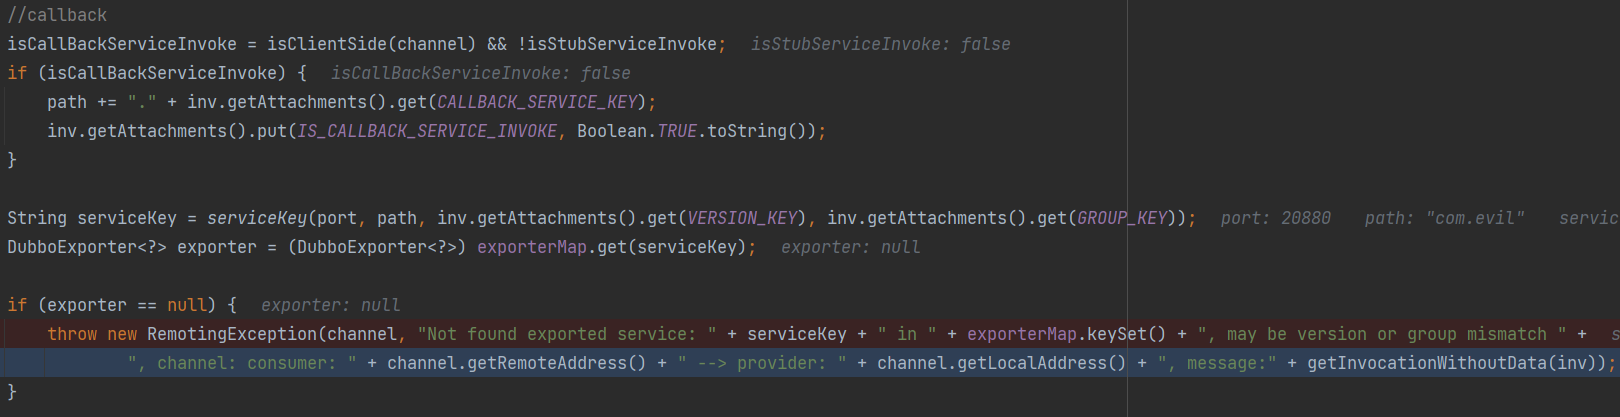 //callback
isCallBackServiceInvoke = isClientSide(channel) && !isStubServiceInvoke;   isStubServiceInvoke: false
if (isCallBackServiceInvoke) {   isCallBackServiceInvoke: false
    path += "." + inv.getAttachments().get(CALLBACK_SERVICE_KEY);
    inv.getAttachments().put(IS_CALLBACK_SERVICE_INVOKE, Boolean.TRUE.toString());
}
String serviceKey = serviceKey(port, path, inv.getAttachments().get(VERSION_KEY), inv.getAttachments().get(GROUP_KEY));   port: 20880   path: "com.evil"   servic
DubboExporter<?> exporter = (DubboExporter<?>) exporterMap.get(serviceKey);   exporter: null
if (exporter == null) {   exporter: null
    throw new RemotingException(channel, "Not found exported service: " + serviceKey + " in " + exporterMap.keySet() + ", may be version or group mismatch " +   s
            ", channel: consumer: " + channel.getRemoteAddress() + " --> provider: " + channel.getLocalAddress() + ", message:" + getInvocationWithoutData(inv));
}